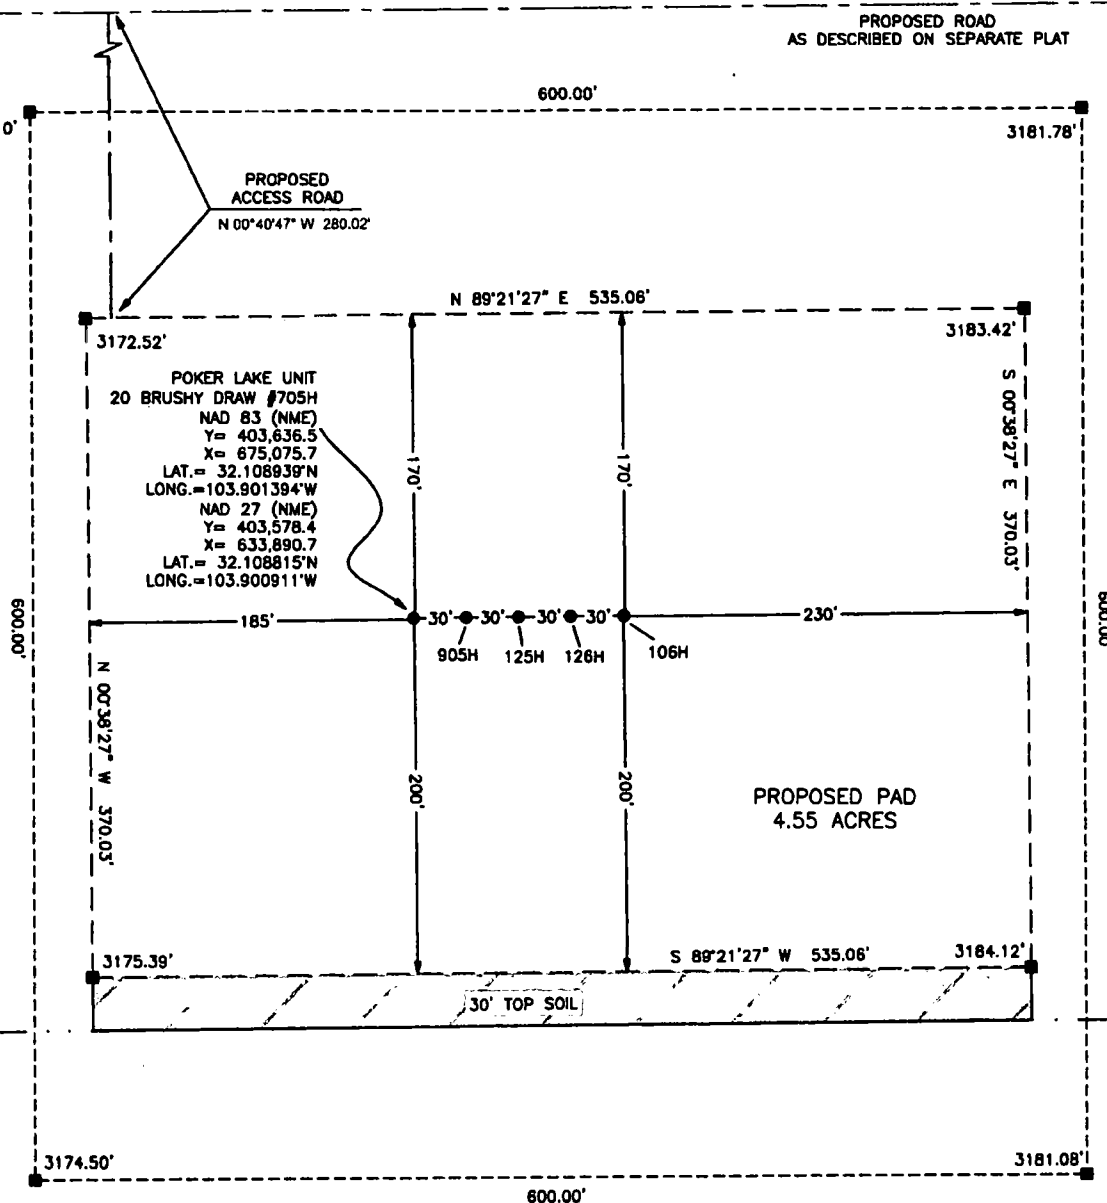 PROPOSED ROAD
AS DESCRIBED ON SEPARATE PLAT
600.00'
0'
3181.78'
PROPOSED
ACCESS ROAD
N 00°40'47" W 280.02'
N 89°21'27" E 535.06'
3172.52'
3183.42'
POKER LAKE UNIT
20 BRUSHY DRAW #705H
NAD 83 (NME)
Y= 403,636.5
X= 675,075.7
LAT.= 32.108939°N
LONG.=103.901394°W
NAD 27 (NME)
Y= 403,578.4
X= 633,890.7
LAT.= 32.108815°N
LONG.=103.900911°W
170'
170'
S 00°38'27" E 370.03'
600.00'
600.00'
185'
30'
30'
30'
30'
230'
905H
125H
126H
106H
N 00°38'27" W 370.03'
200'
200'
PROPOSED PAD
4.55 ACRES
3175.39'
S 89°21'27" W 535.06'
3184.12'
30' TOP SOIL
3174.50'
3181.08'
600.00'